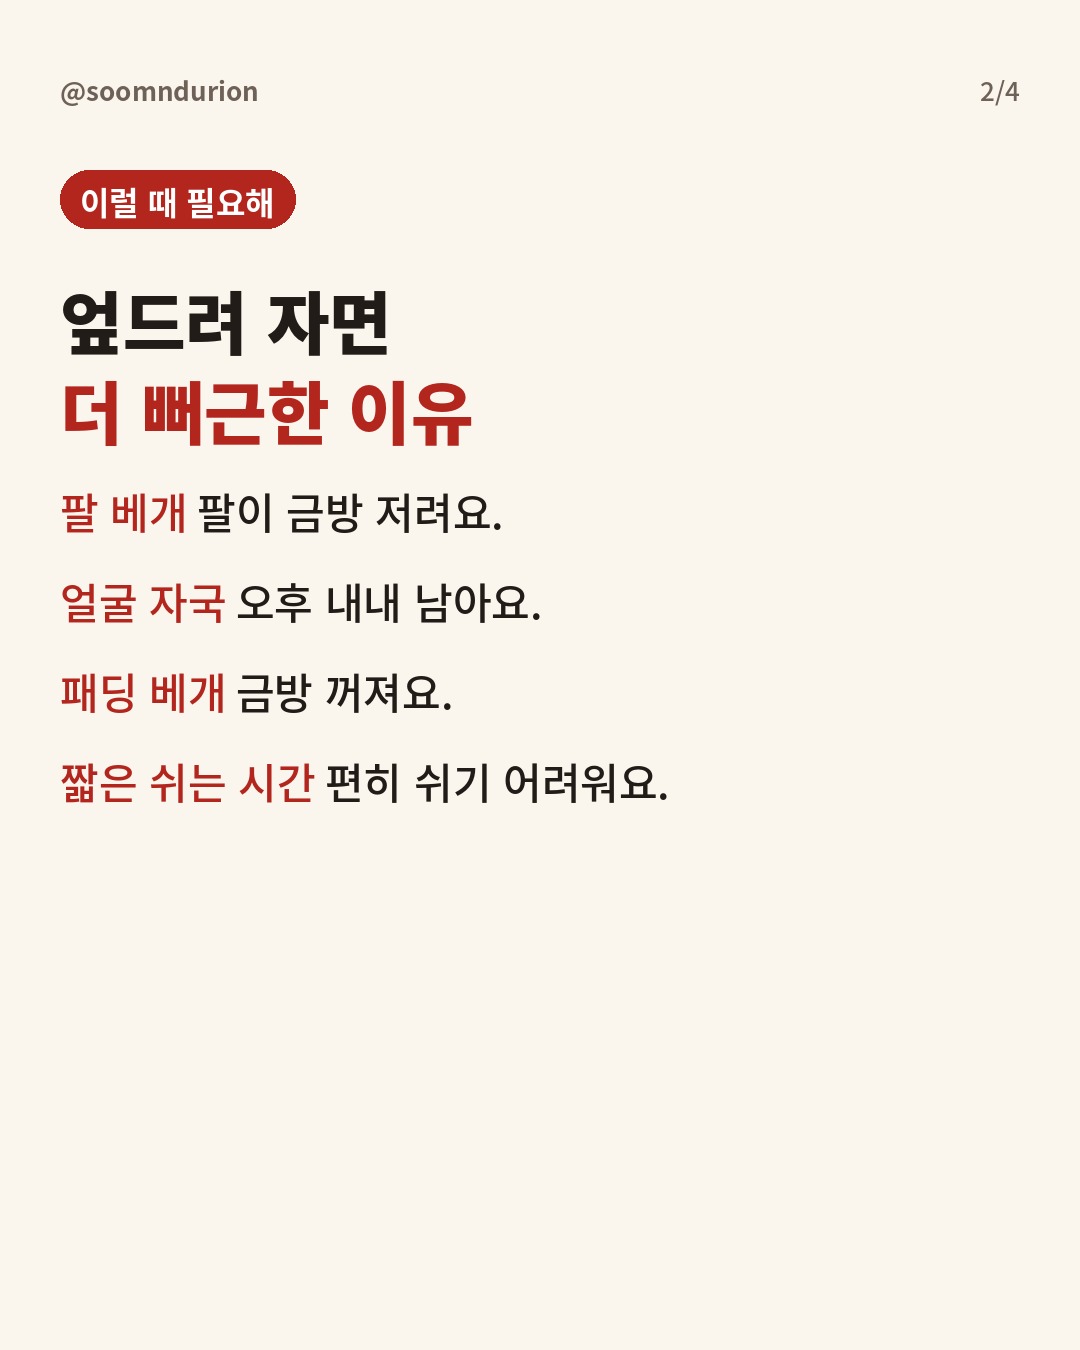 @soomndurion
2/4
이럴 때 필요해
엎드려 자면
더 뻐근한 이유
팔 베개 팔이 금방 저려요.
얼굴 자국 오후 내내 남아요.
패딩 베개 금방 꺼져요.
짧은 쉬는 시간 편히 쉬기 어려워요.